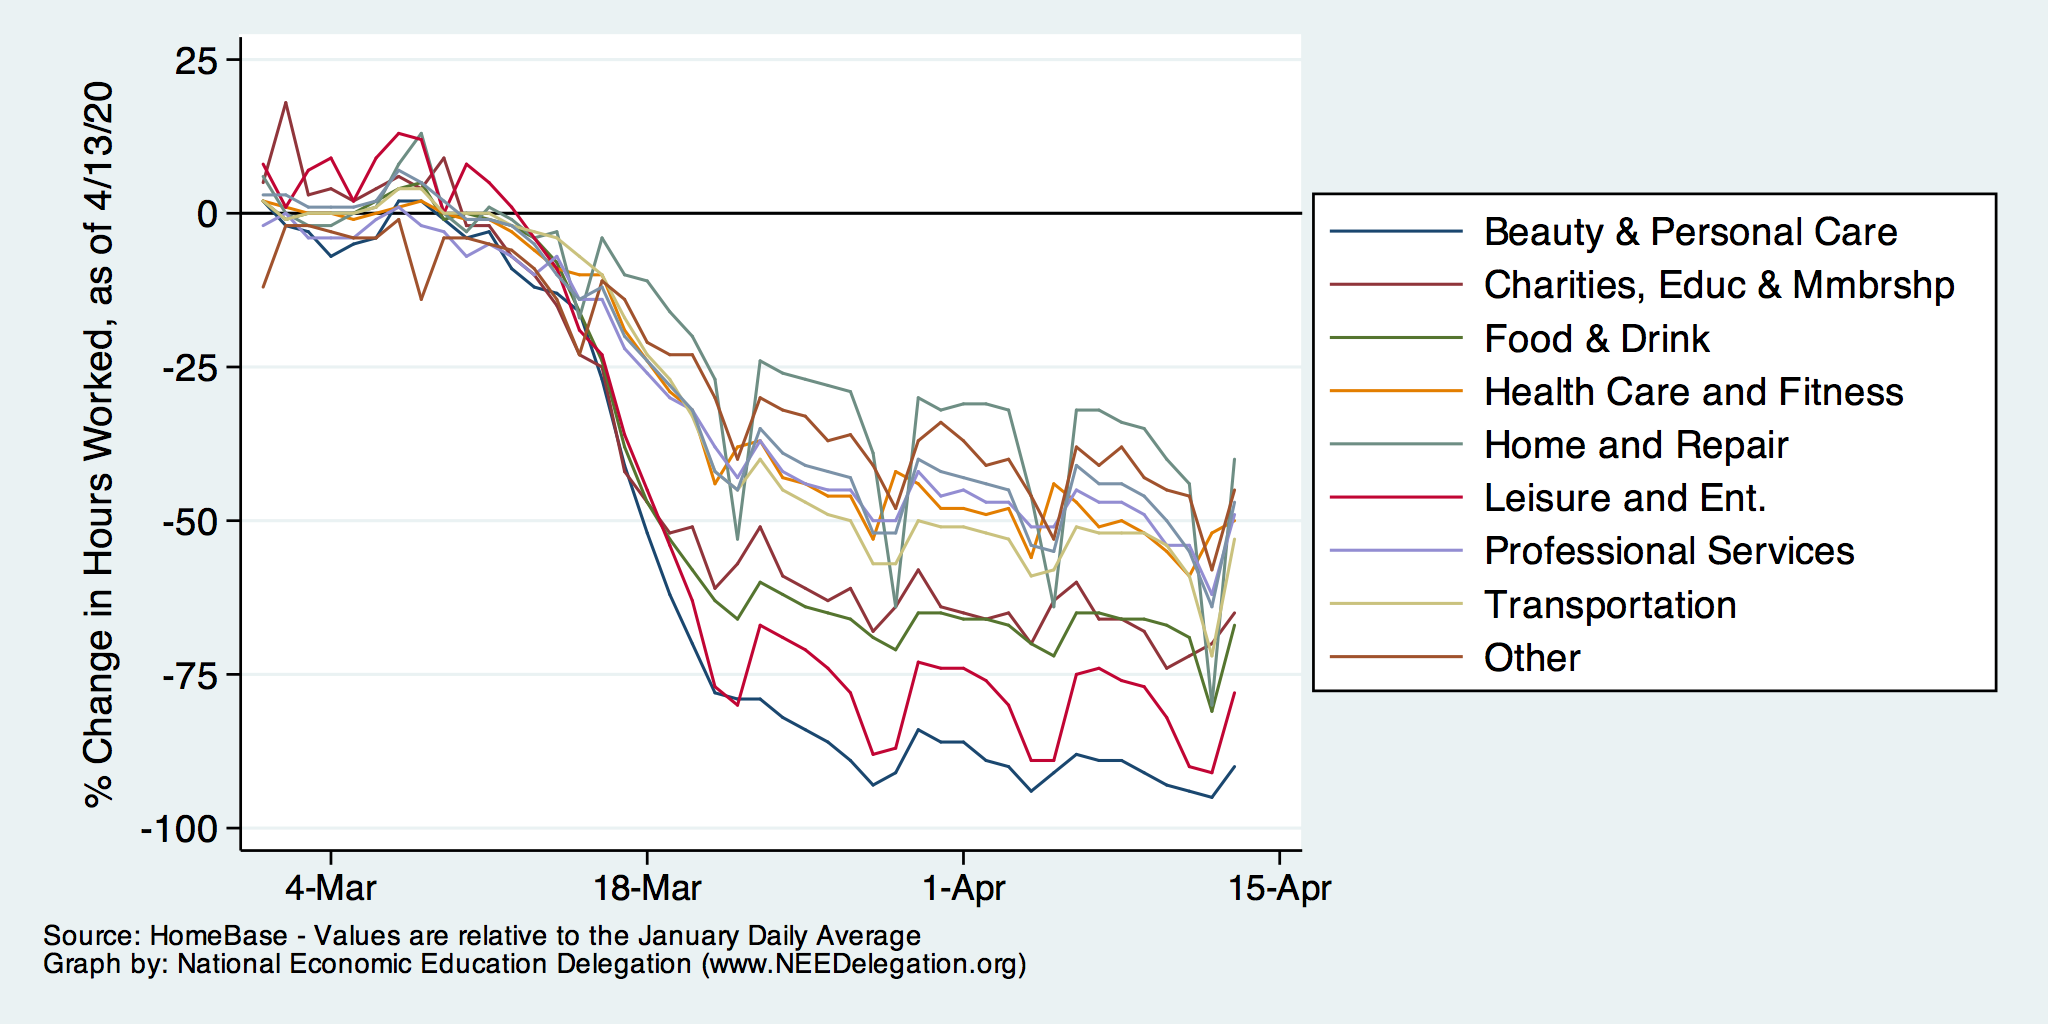 % Change in Hours Worked, as of 4/13/20
25
0
-25
-50
-75
-100
4-Mar
18-Mar
1-Apr
15-Apr
Beauty & Personal Care
Charities, Educ & Mmbrshp
Food & Drink
Health Care and Fitness
Home and Repair
Leisure and Ent.
Professional Services
Transportation
Other
Source: HomeBase - Values are relative to the January Daily Average
Graph by: National Economic Education Delegation (www.NEEDelegation.org)